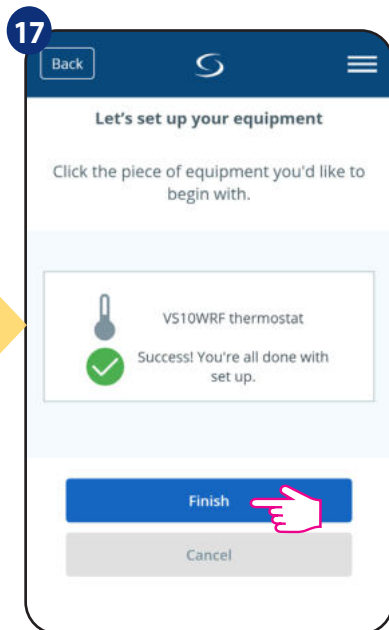 17
Back
Let's set up your equipment
Click the piece of equipment you'd like to
begin with.
VS10WRF thermostat
Success! You're all done with
set up.
Finish
Cancel